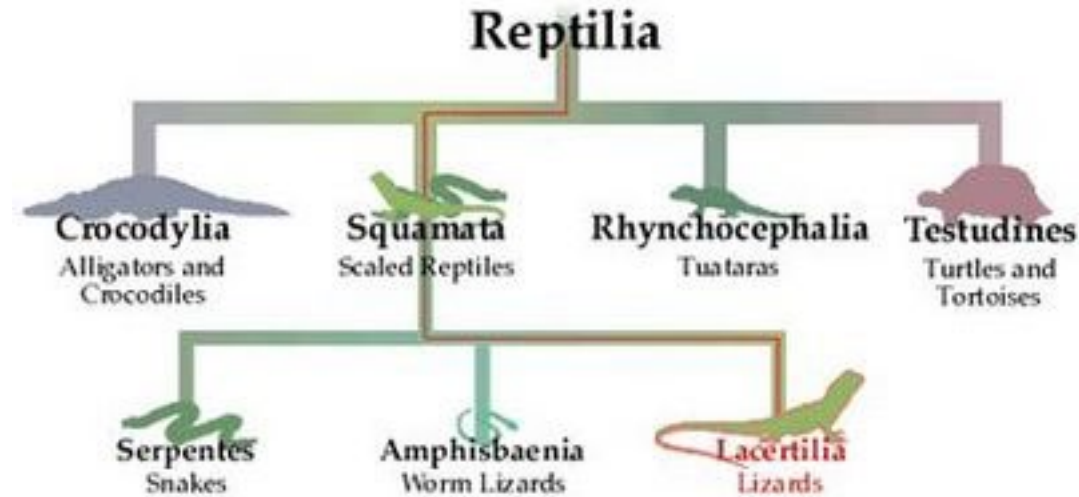 Reptilia
Crocodylia
Alligators and
Crocodiles
Squamata
Scaled Reptiles
Rhynchocephalia
Tuataras
Testudines
Turtles and
Tortoises
Serpentes
Snakes
Amphisbaenia
Worm Lizards
Lacertilia
Lizards